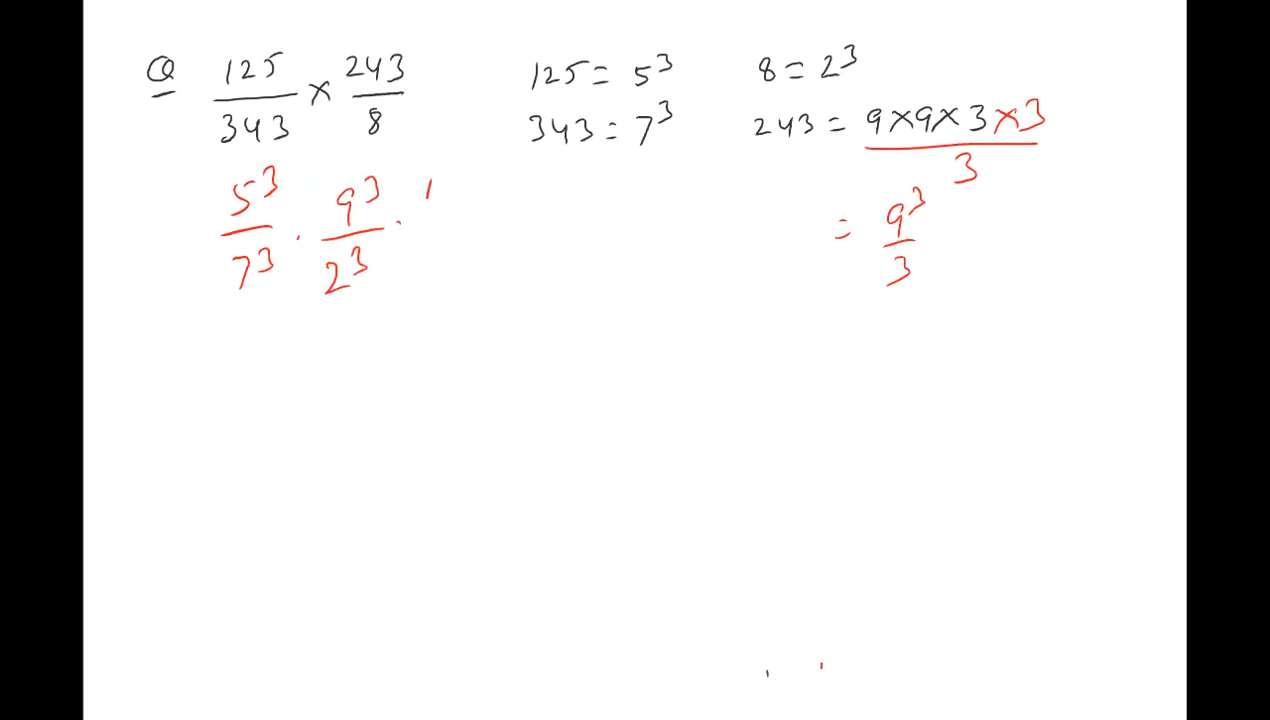 Q 125/343 × 243/8 125 = 5³ 8 = 2³
343 = 7³ 243 = 9×9×3×3/3
5³/7³ · 9³/2³ · 1 = 9³/3